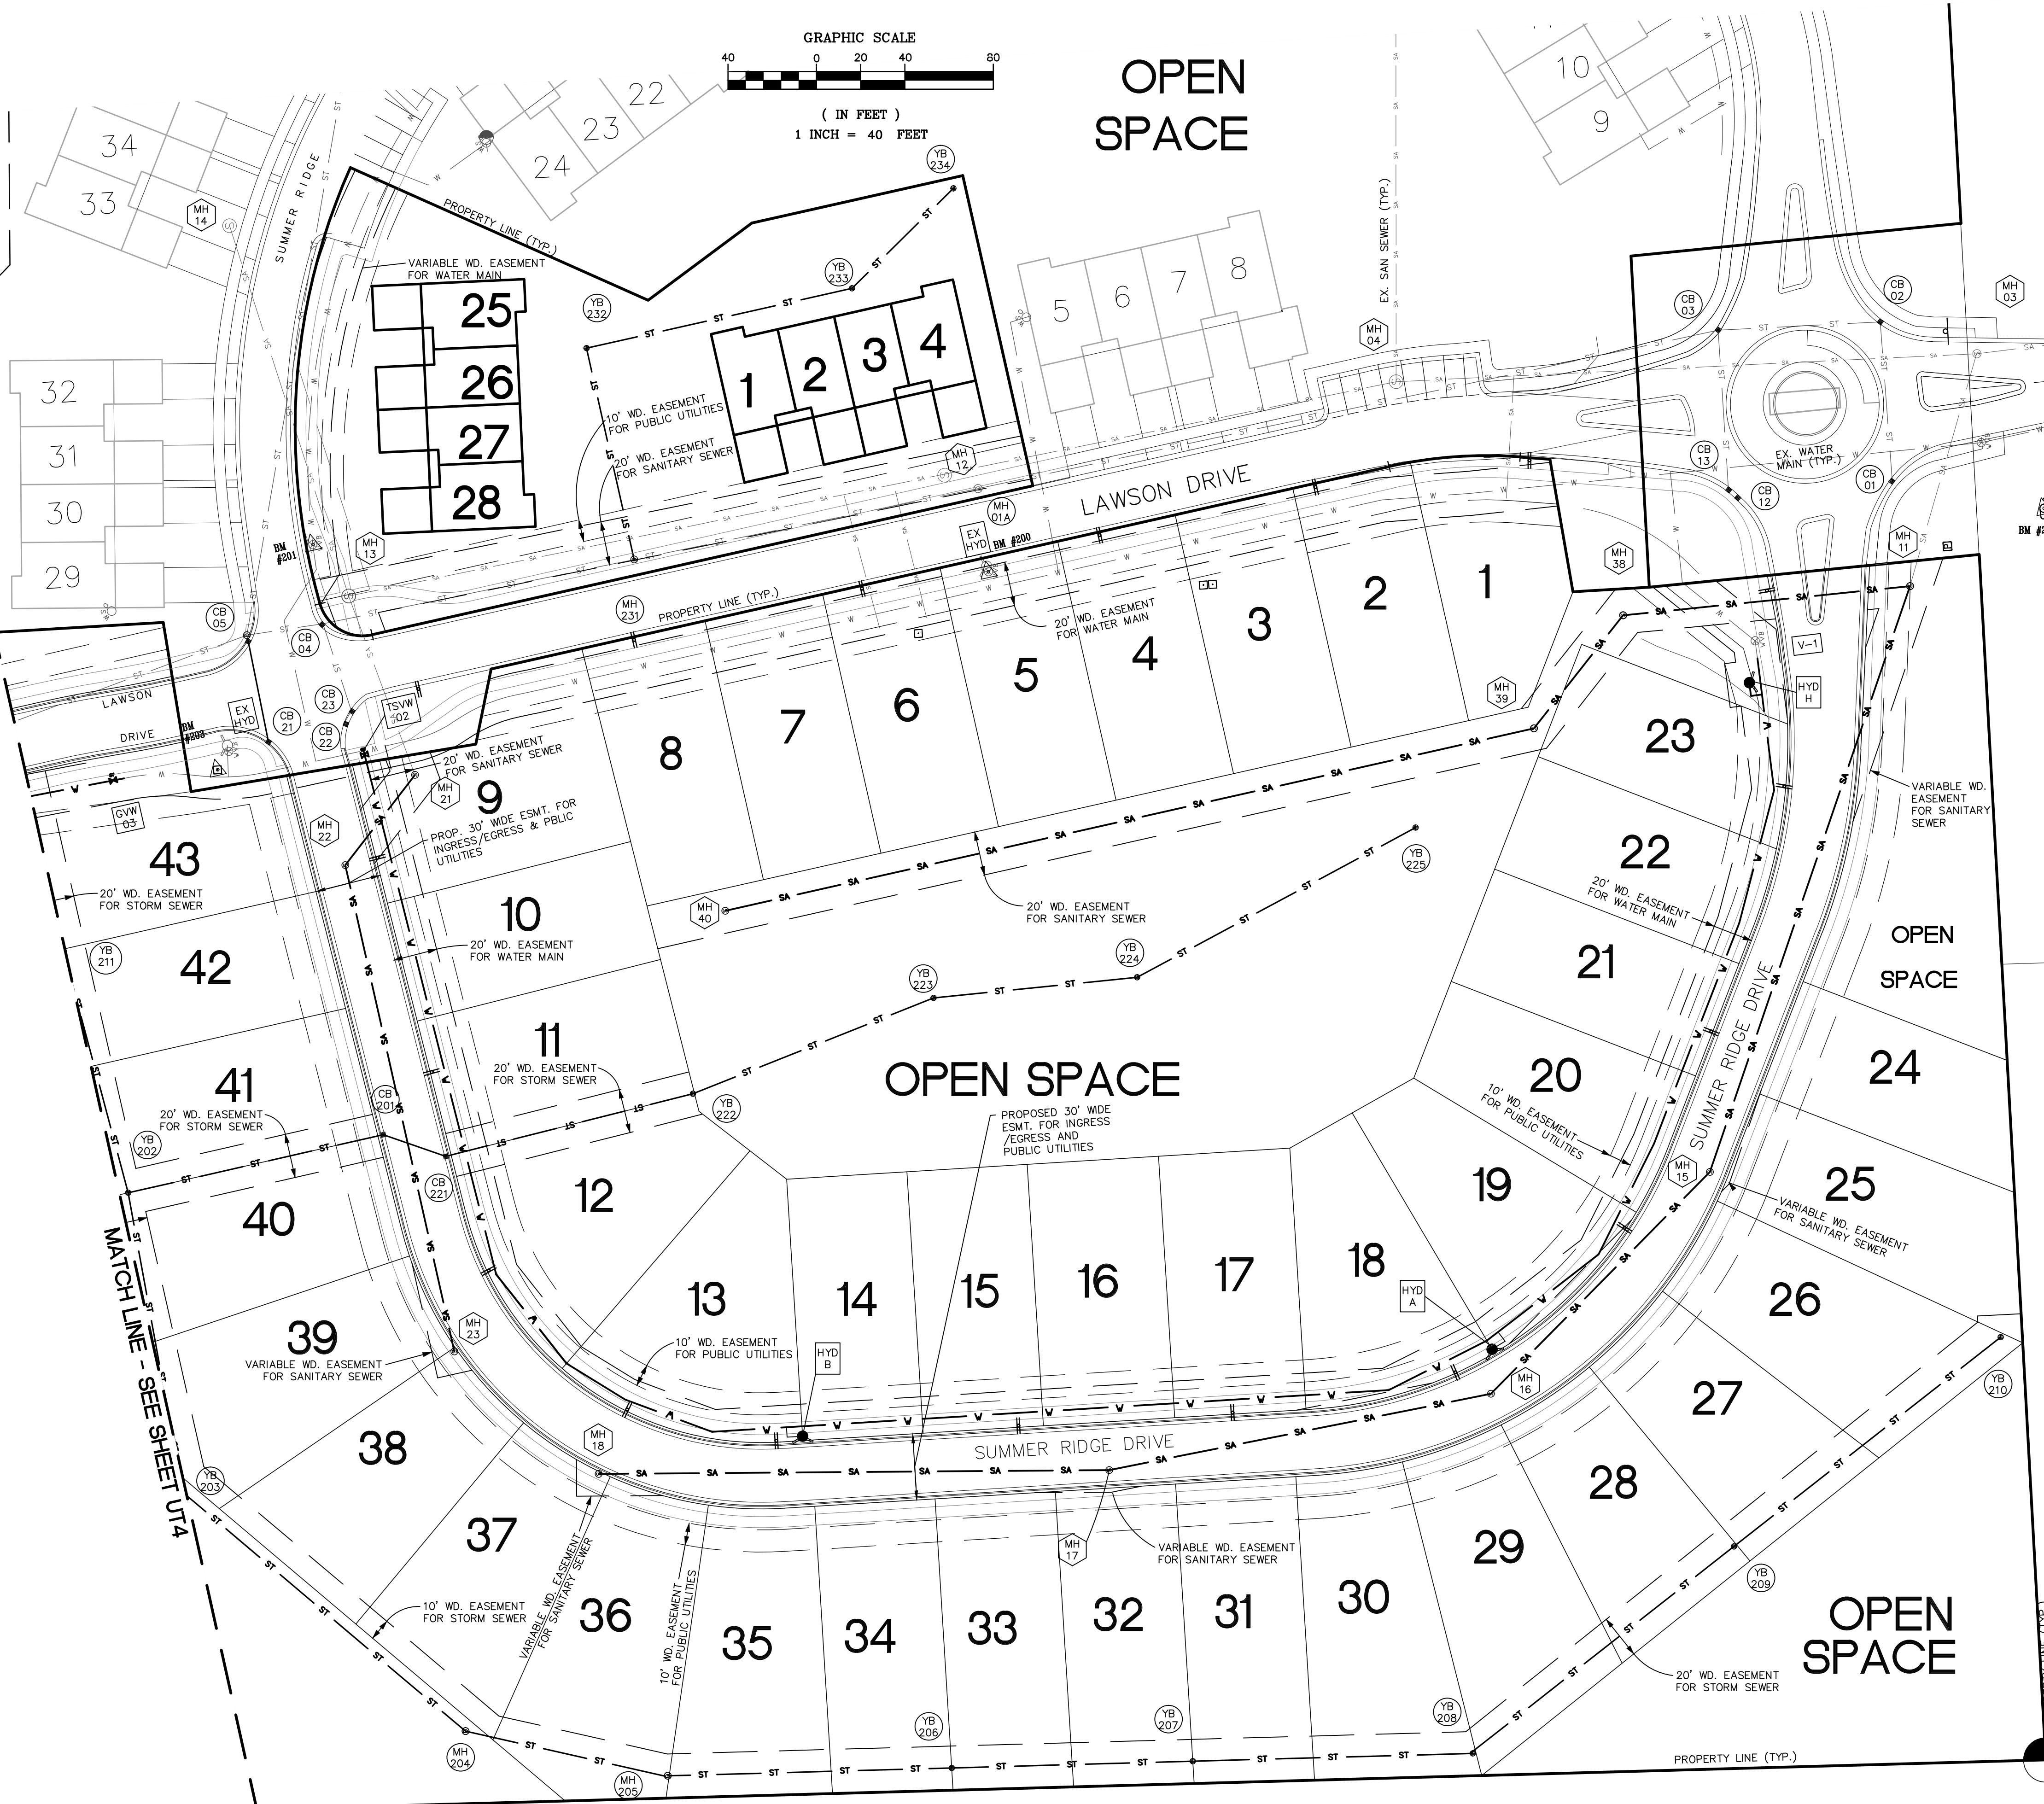 GRAPHIC SCALE
40 0 20 40 80
( IN FEET )
1 INCH = 40 FEET
OPEN
SPACE
10
9
22
23
24
34
33
MH
14
SUMMER RIDGE
PROPERTY LINE (TYP.)
YB
234
YB
233
YB
232
VARIABLE WD. EASEMENT
FOR WATER MAIN
25
26
27
28
1
2
3
4
5
6
7
8
EX. SAN SEWER (TYP.)
MH
04
CB
03
CB
02
MH
03
32
31
30
29
10' WD. EASEMENT
FOR PUBLIC UTILITIES
20' WD. EASEMENT
FOR SANITARY SEWER
MH
12
LAWSON DRIVE
CB
13
EX. WATER
MAIN (TYP.)
CB
12
CB
01
MH
11
BM
#201
MH
13
EX
HYD
BM #200
MH
01A
MH
38
CB
05
CB
04
MH
231
PROPERTY LINE (TYP.)
20' WD. EASEMENT
FOR WATER MAIN
1
2
3
4
5
6
7
8
MH
39
V-1
HYD
H
LAWSON
DRIVE
BM
#203
EX
HYD
CB
21
CB
23
CB
22
TSVW
02
20' WD. EASEMENT
FOR SANITARY SEWER
MH
21
9
PROP. 30' WIDE ESMT. FOR
INGRESS/EGRESS & PBLIC
UTILITIES
GVW
03
MH
22
43
20' WD. EASEMENT
FOR STORM SEWER
23
VARIABLE WD.
EASEMENT
FOR SANITARY
SEWER
22
20' WD. EASEMENT
FOR WATER MAIN
YB
225
MH
40
20' WD. EASEMENT
FOR SANITARY SEWER
10
20' WD. EASEMENT
FOR WATER MAIN
YB
211
42
YB
223
YB
224
21
OPEN
SPACE
SUMMER RIDGE DRIVE
11
20' WD. EASEMENT
FOR STORM SEWER
OPEN SPACE
YB
222
20
24
41
20' WD. EASEMENT
FOR STORM SEWER
CB
201
YB
202
PROPOSED 30' WIDE
ESMT. FOR INGRESS
/EGRESS AND
PUBLIC UTILITIES
10' WD. EASEMENT
FOR PUBLIC UTILITIES
MH
15
25
VARIABLE WD. EASEMENT
FOR SANITARY SEWER
CB
221
12
19
40
MATCH LINE - SEE SHEET UT4
13
14
15
16
17
18
HYD
A
26
39
VARIABLE WD. EASEMENT
FOR SANITARY SEWER
MH
23
10' WD. EASEMENT
FOR PUBLIC UTILITIES
HYD
B
MH
16
27
YB
210
38
MH
18
SUMMER RIDGE DRIVE
YB
203
28
37
MH
17
VARIABLE WD. EASEMENT
FOR SANITARY SEWER
29
YB
209
10' WD. EASEMENT
FOR STORM SEWER
VARIABLE WD. EASEMENT
FOR SANITARY SEWER
36
10' WD. EASEMENT
FOR PUBLIC UTILITIES
35
34
33
32
31
30
OPEN
SPACE
20' WD. EASEMENT
FOR STORM SEWER
YB
206
YB
207
YB
208
MH
204
MH
205
PROPERTY LINE (TYP.)